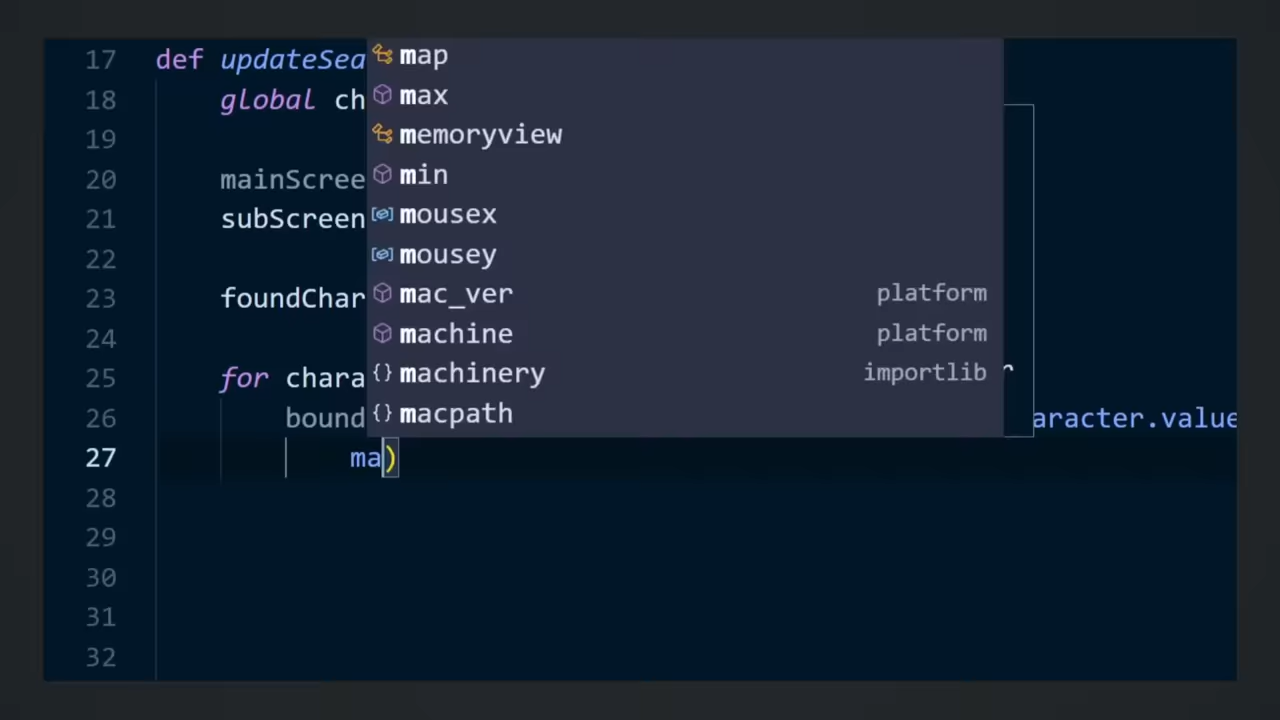 17 def updateSea
map
18 global ch
max
19
memoryview
20 mainScree
min
21 subScreen
mousex
22
mousey
23 foundChar
mac_ver platform
24
machine platform
25 for chara
machinery importlib
26 bound
macpath
aracter.value
27 ma)
28
29
30
31
32